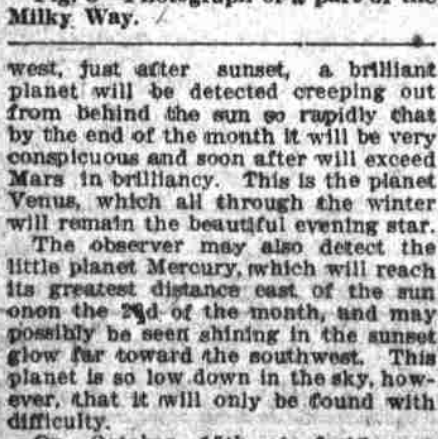 Milky Way.
west, just after sunset, a brilliant
planet will be detected creeping out
from behind the sun so rapidly that
by the end of the month it will be very
conspicuous and soon after will exceed
Mars in brilliancy. This is the planet
Venus, which all through the winter
will remain the beautiful evening star.
The observer may also detect the
little planet Mercury, which will reach
its greatest distance east of the sun
onon the of the month, and may
possibly be seen shining in the sunset
glow far toward the southwest. This
planet is so low down in the sky, how-
ever, that it will only be found with
difficulty.